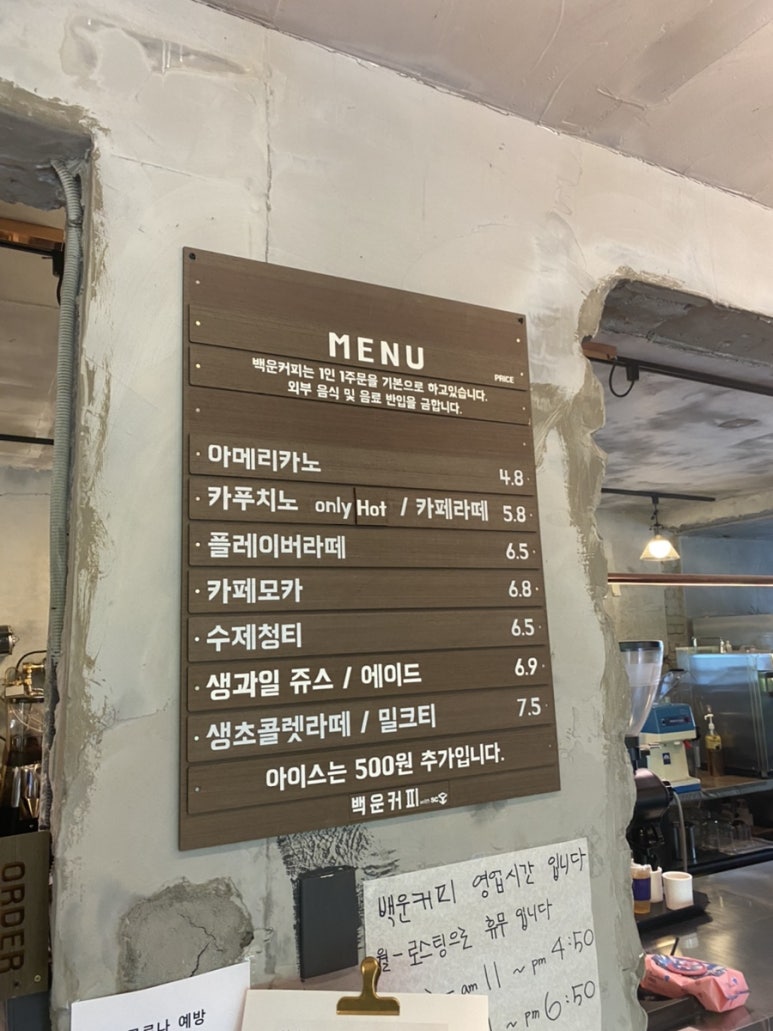 MENU
백운커피는 1인 1주문을 기본으로 하고있습니다.
외부 음식 및 음료 반입을 금합니다.
PRICE
· 아메리카노 4.8
· 카푸치노 only Hot / 카페라떼 5.8
· 플레이버라떼 6.5
· 카페모카 6.8
· 수제청티 6.5
· 생과일 쥬스 / 에이드 6.9
· 생초콜렛라떼 / 밀크티 7.5
아이스는 500원 추가입니다.
백운커피 with SC
백운커피 영업시간 입니다
월 - 로스팅으로 휴무 입니다
- am 11 ~ pm 4:50
~ pm 6:50
ORDER
예방